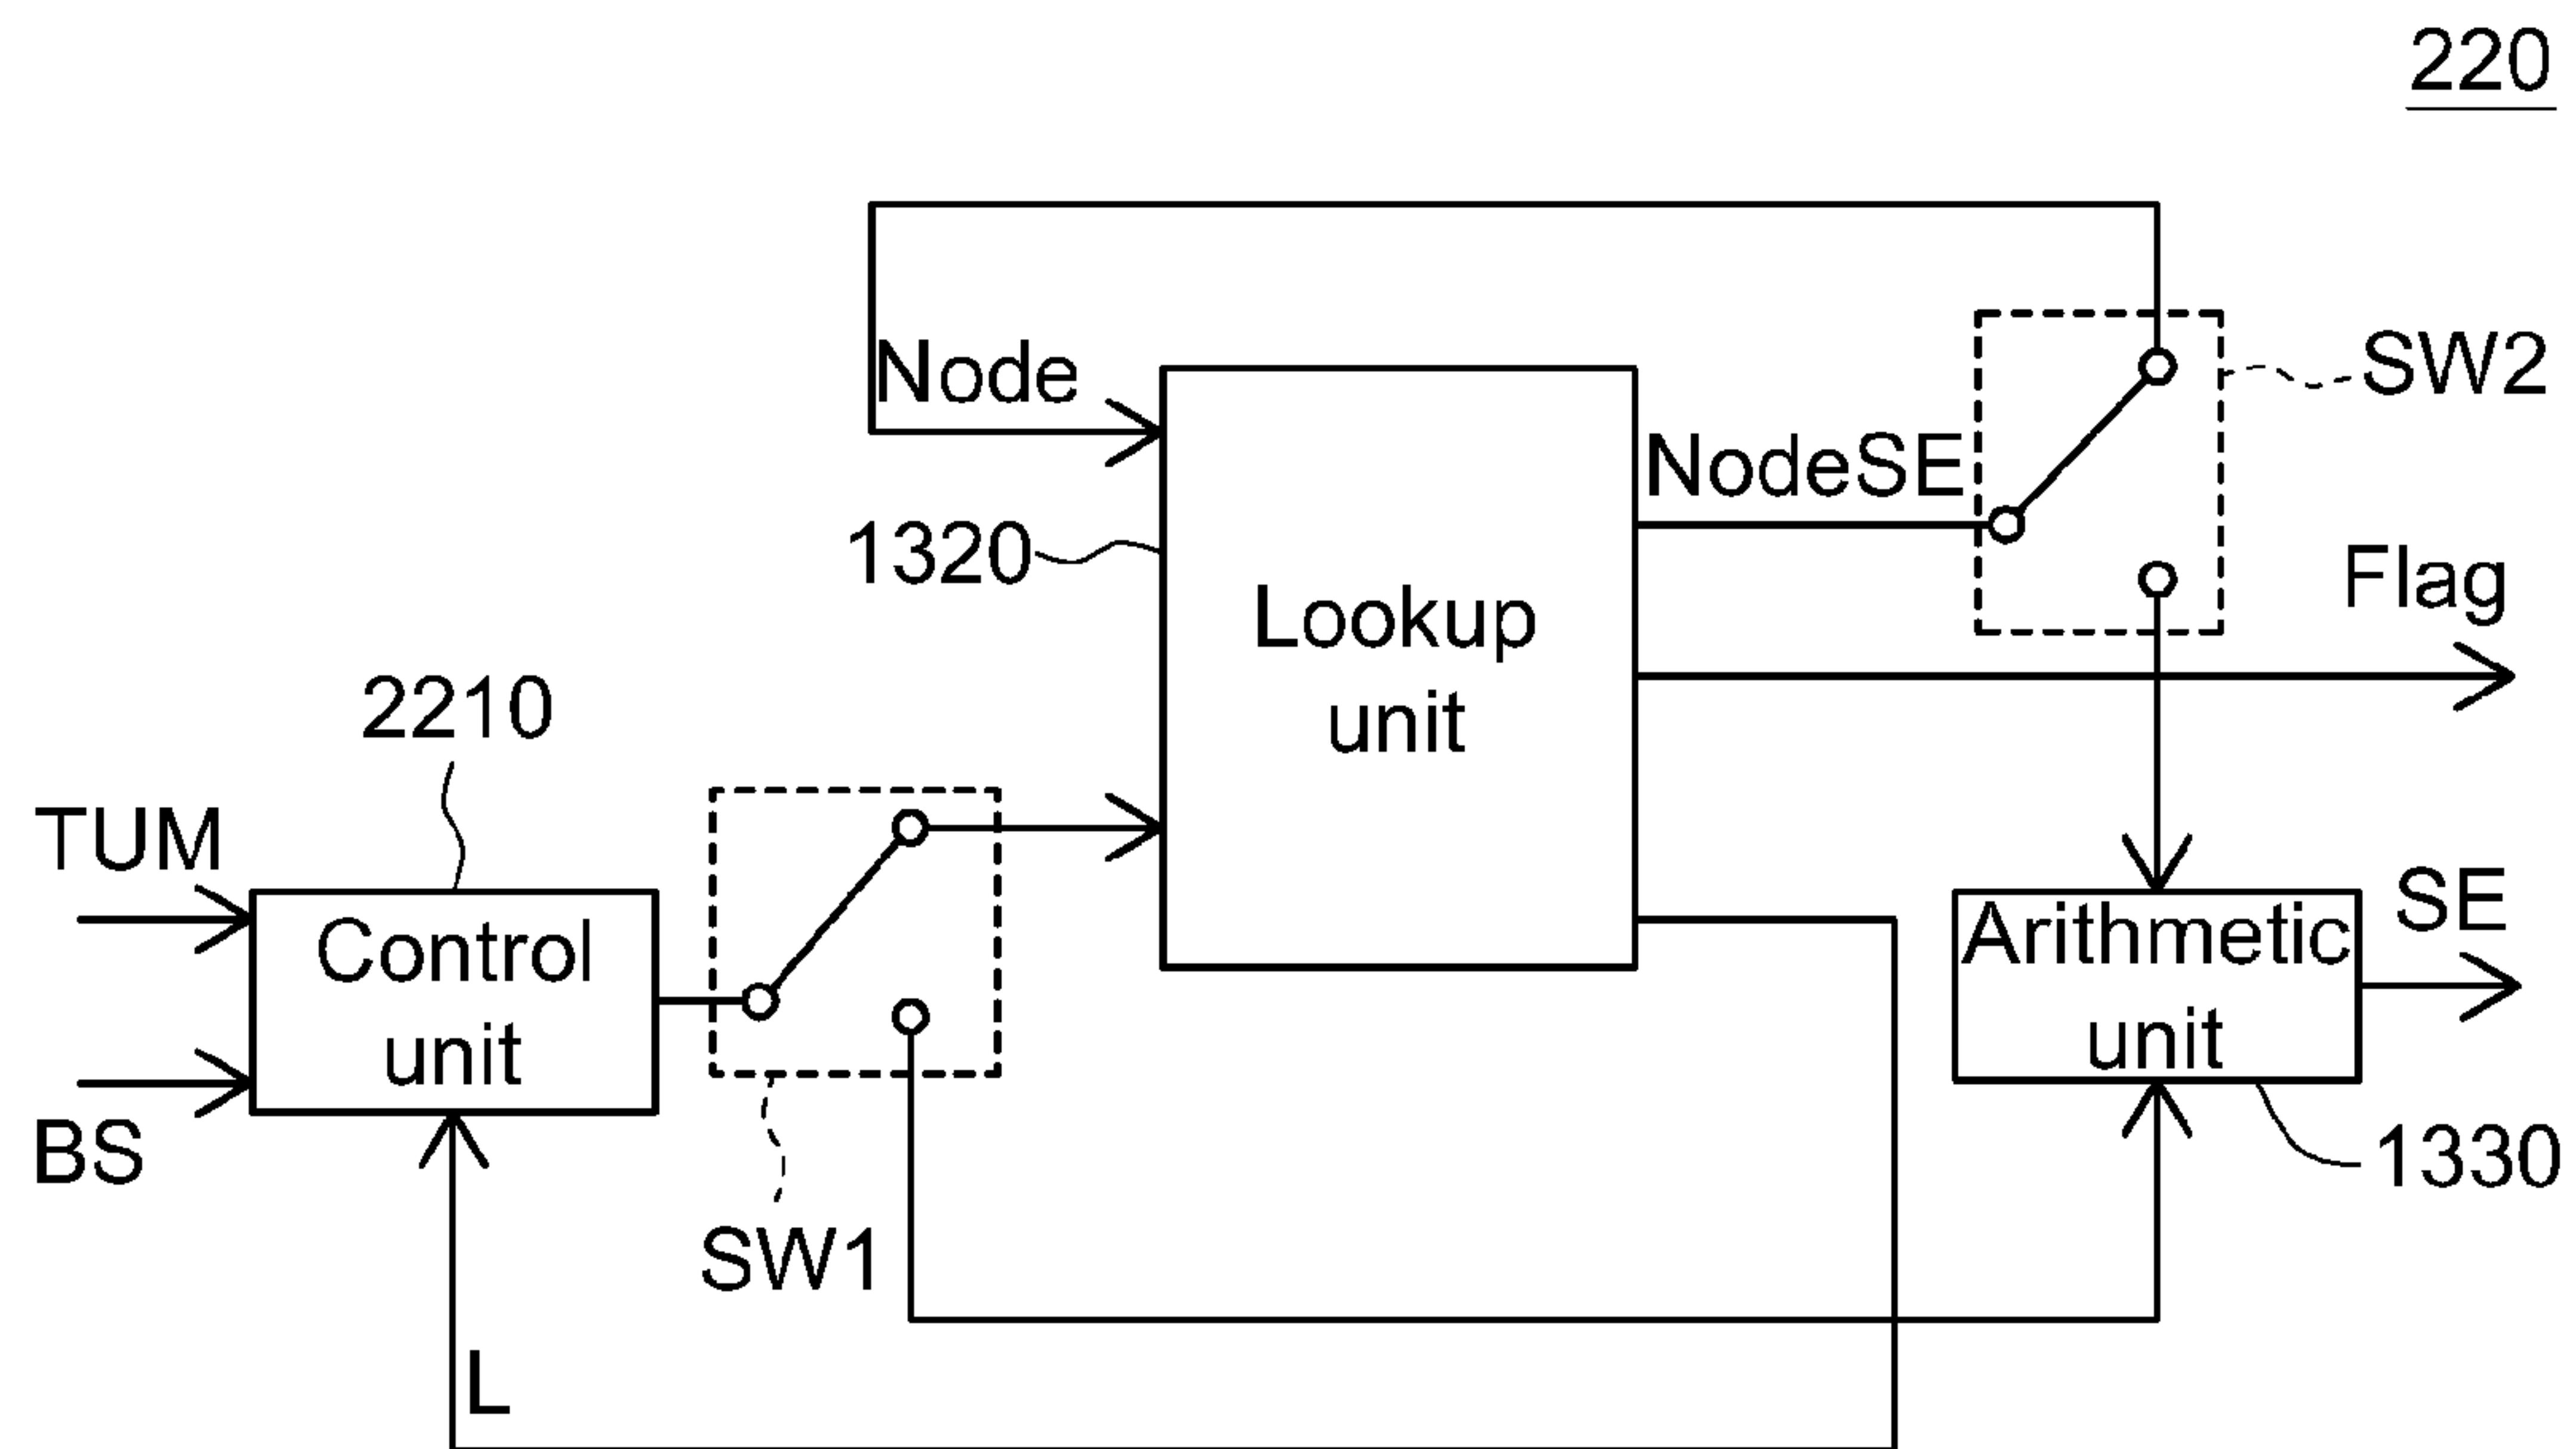 220
Node
SW2
NodeSE
1320
Flag
Lookup
unit
2210
TUM
Control
unit
Arithmetic
unit
SE
BS
1330
SW1
L